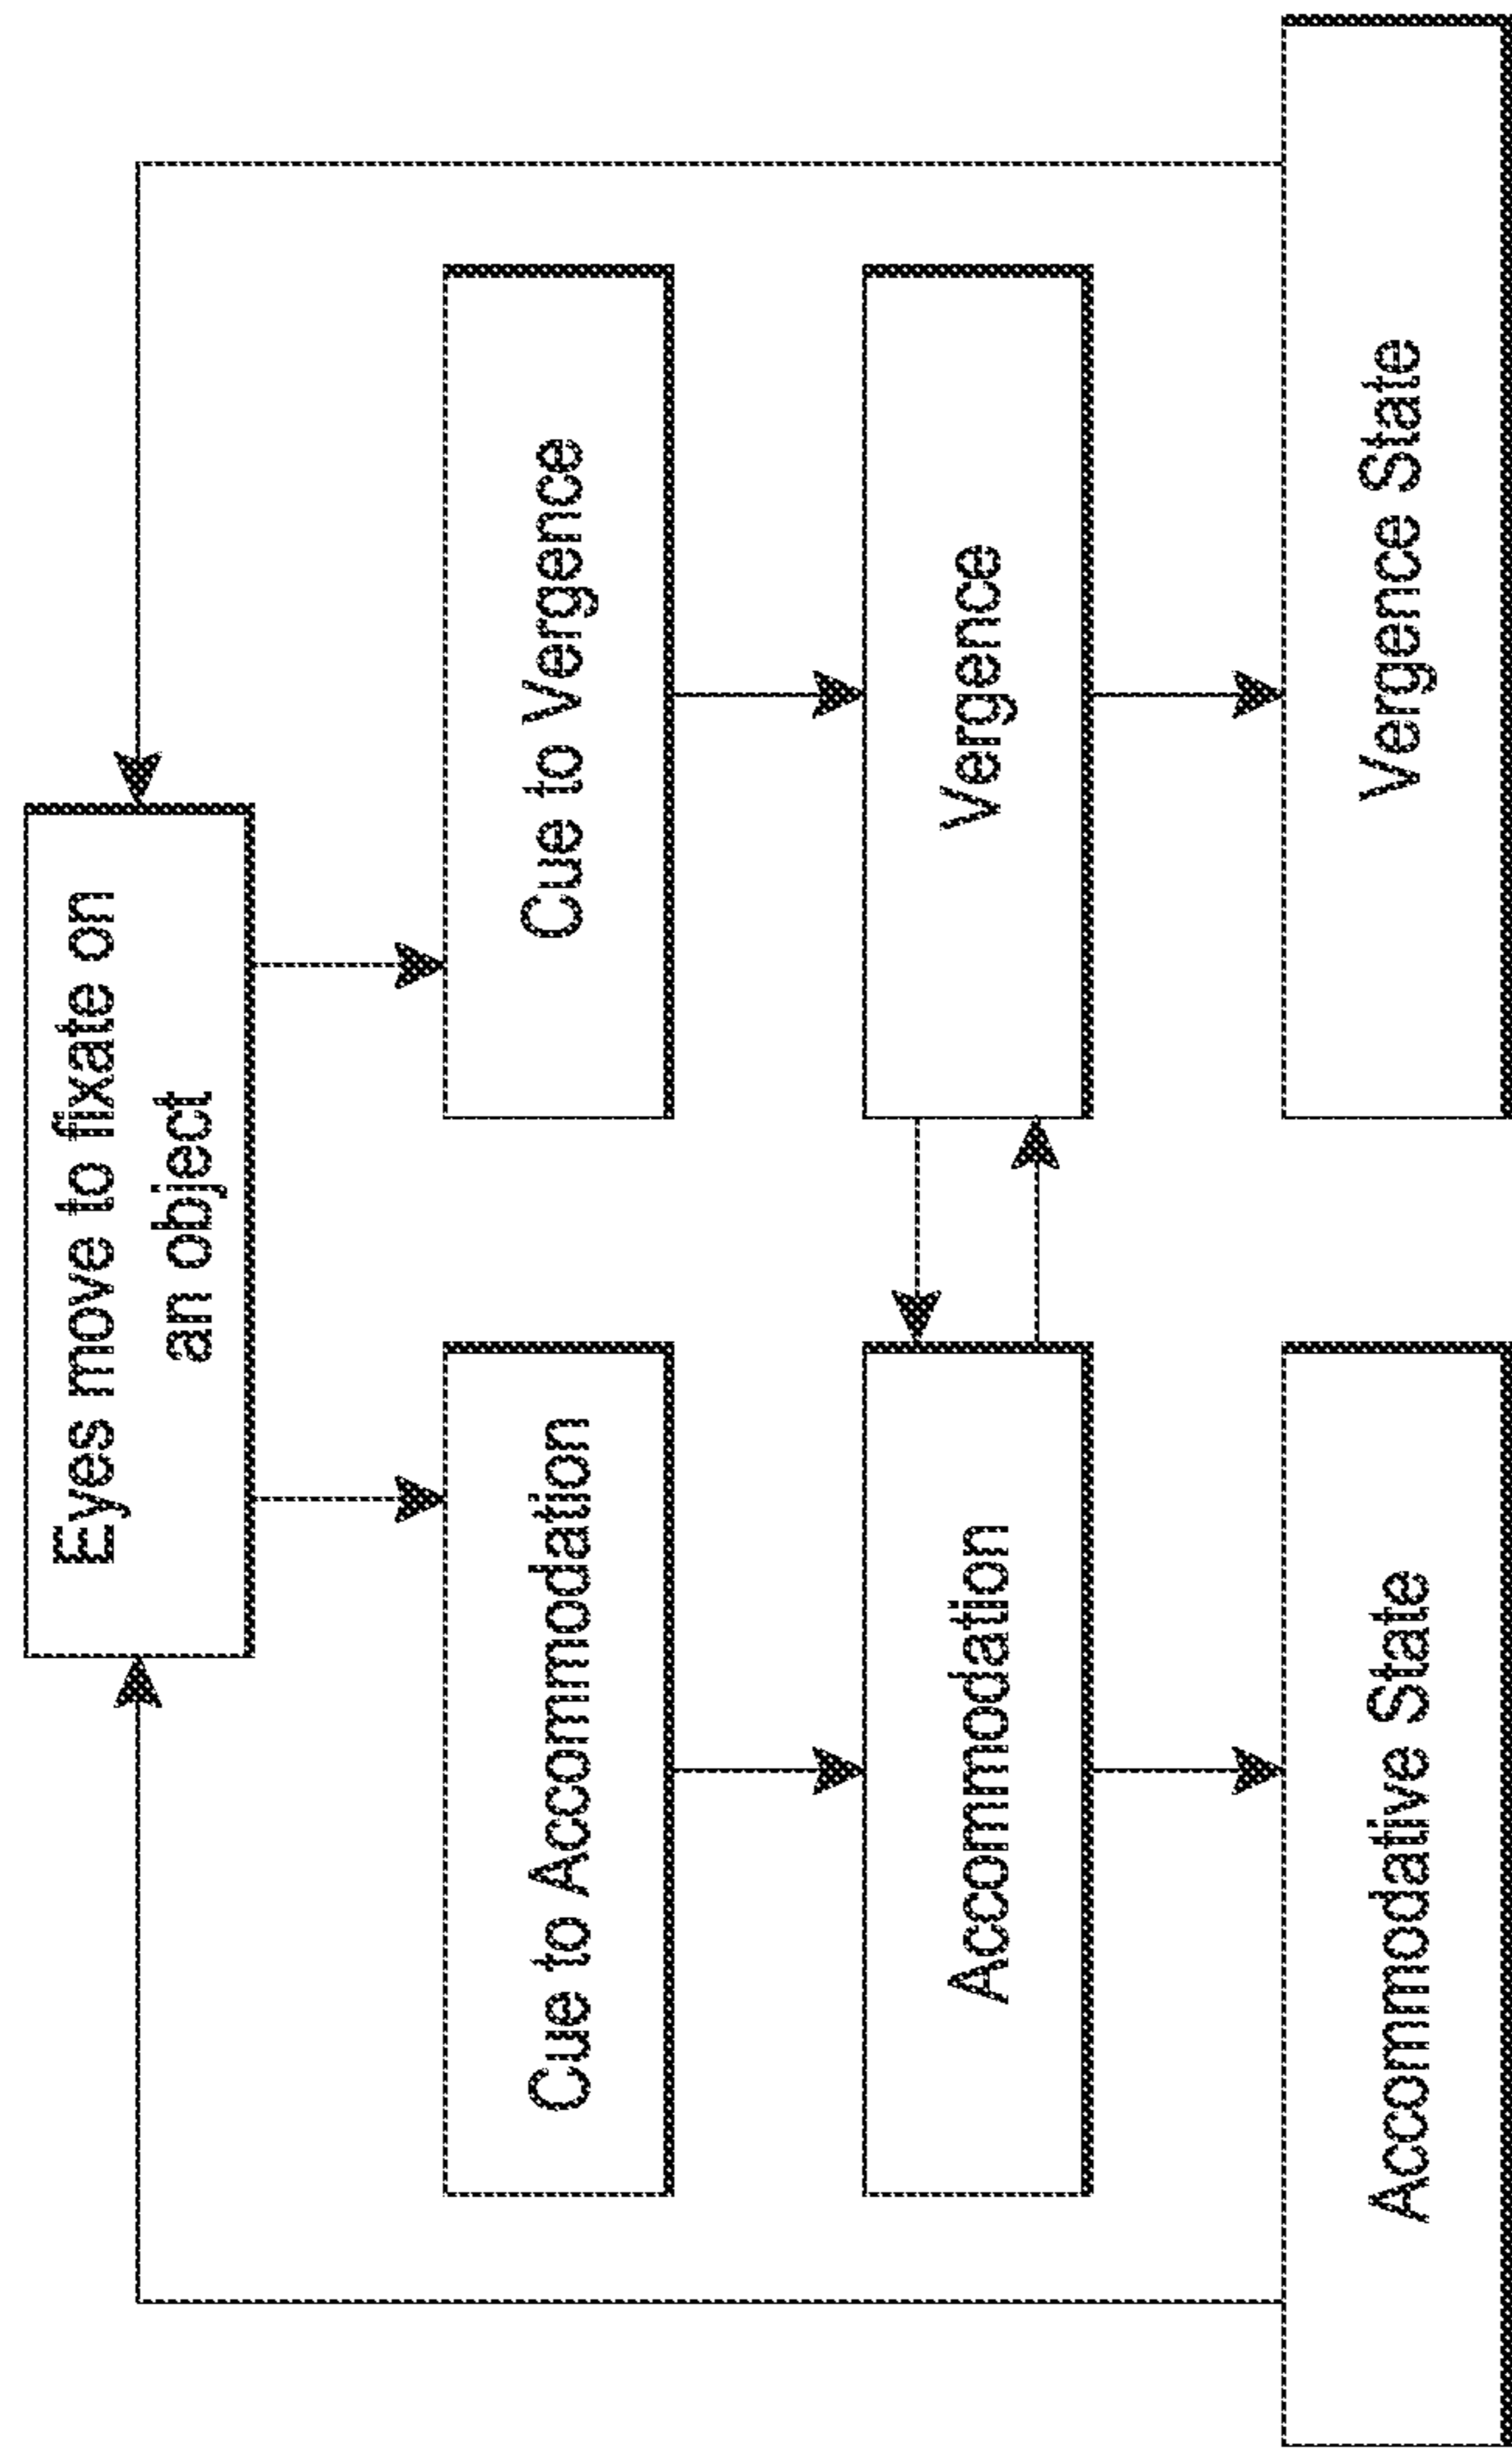 Eyes move to fixate on
an object
Cue to Accommodation
Cue to Vergence
Accommodation
Vergence
Accommodative State
Vergence State